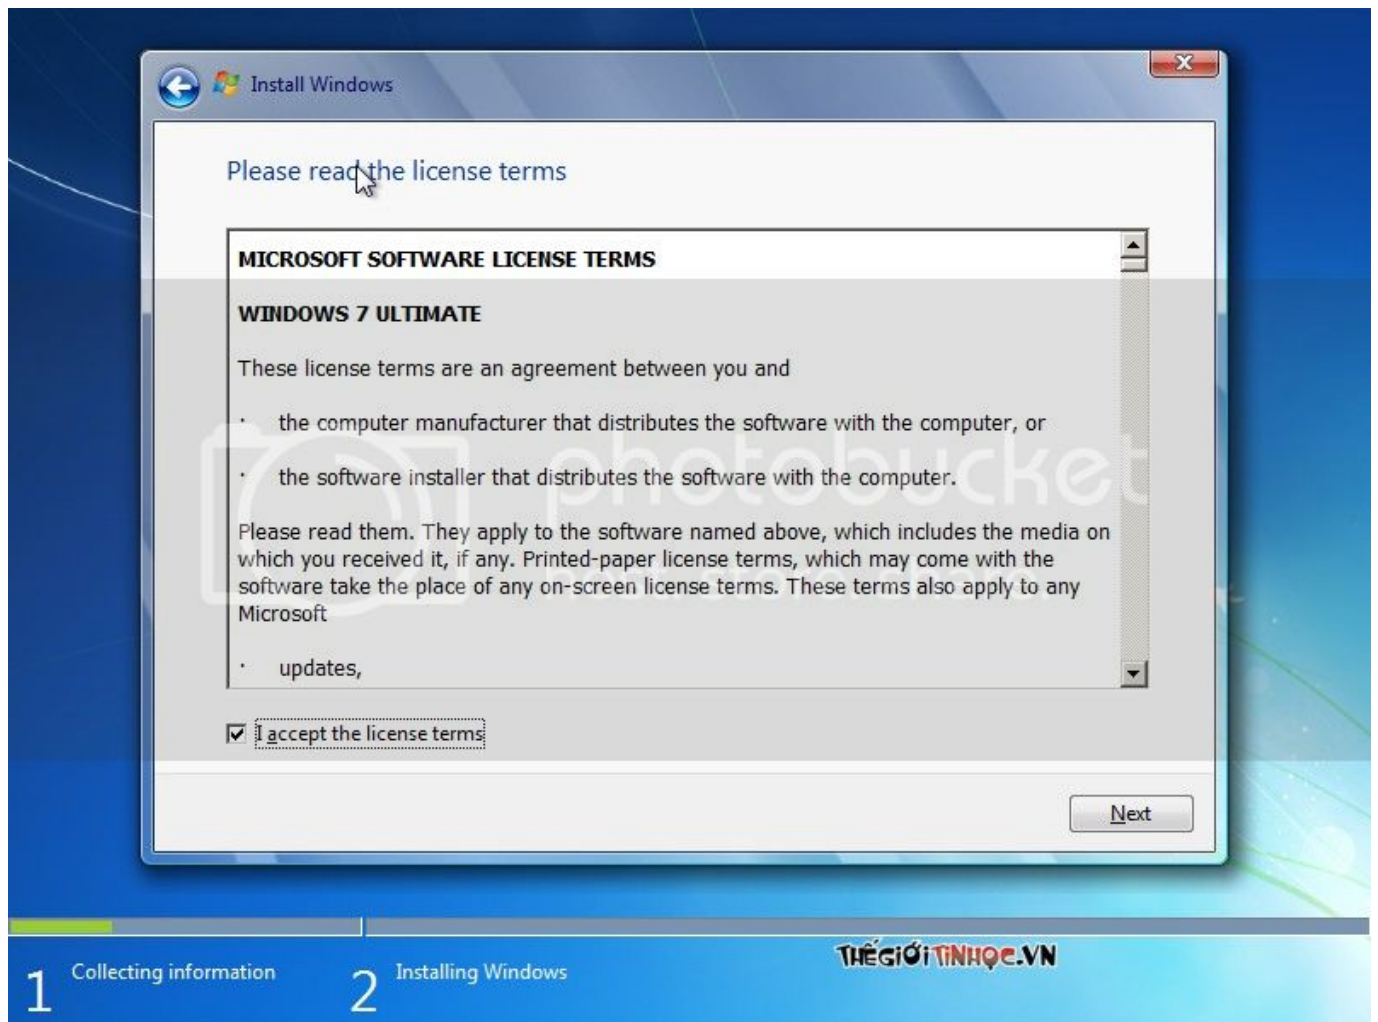 Install Windows
Please read the license terms
MICROSOFT SOFTWARE LICENSE TERMS
WINDOWS 7 ULTIMATE
These license terms are an agreement between you and
· the computer manufacturer that distributes the software with the computer, or
· the software installer that distributes the software with the computer.
photobucket
Please read them. They apply to the software named above, which includes the media on
which you received it, if any. Printed-paper license terms, which may come with the
software take the place of any on-screen license terms. These terms also apply to any
Microsoft
· updates,
I accept the license terms
Next
1 Collecting information
2 Installing Windows
THẾGIỚITINHỌC.VN